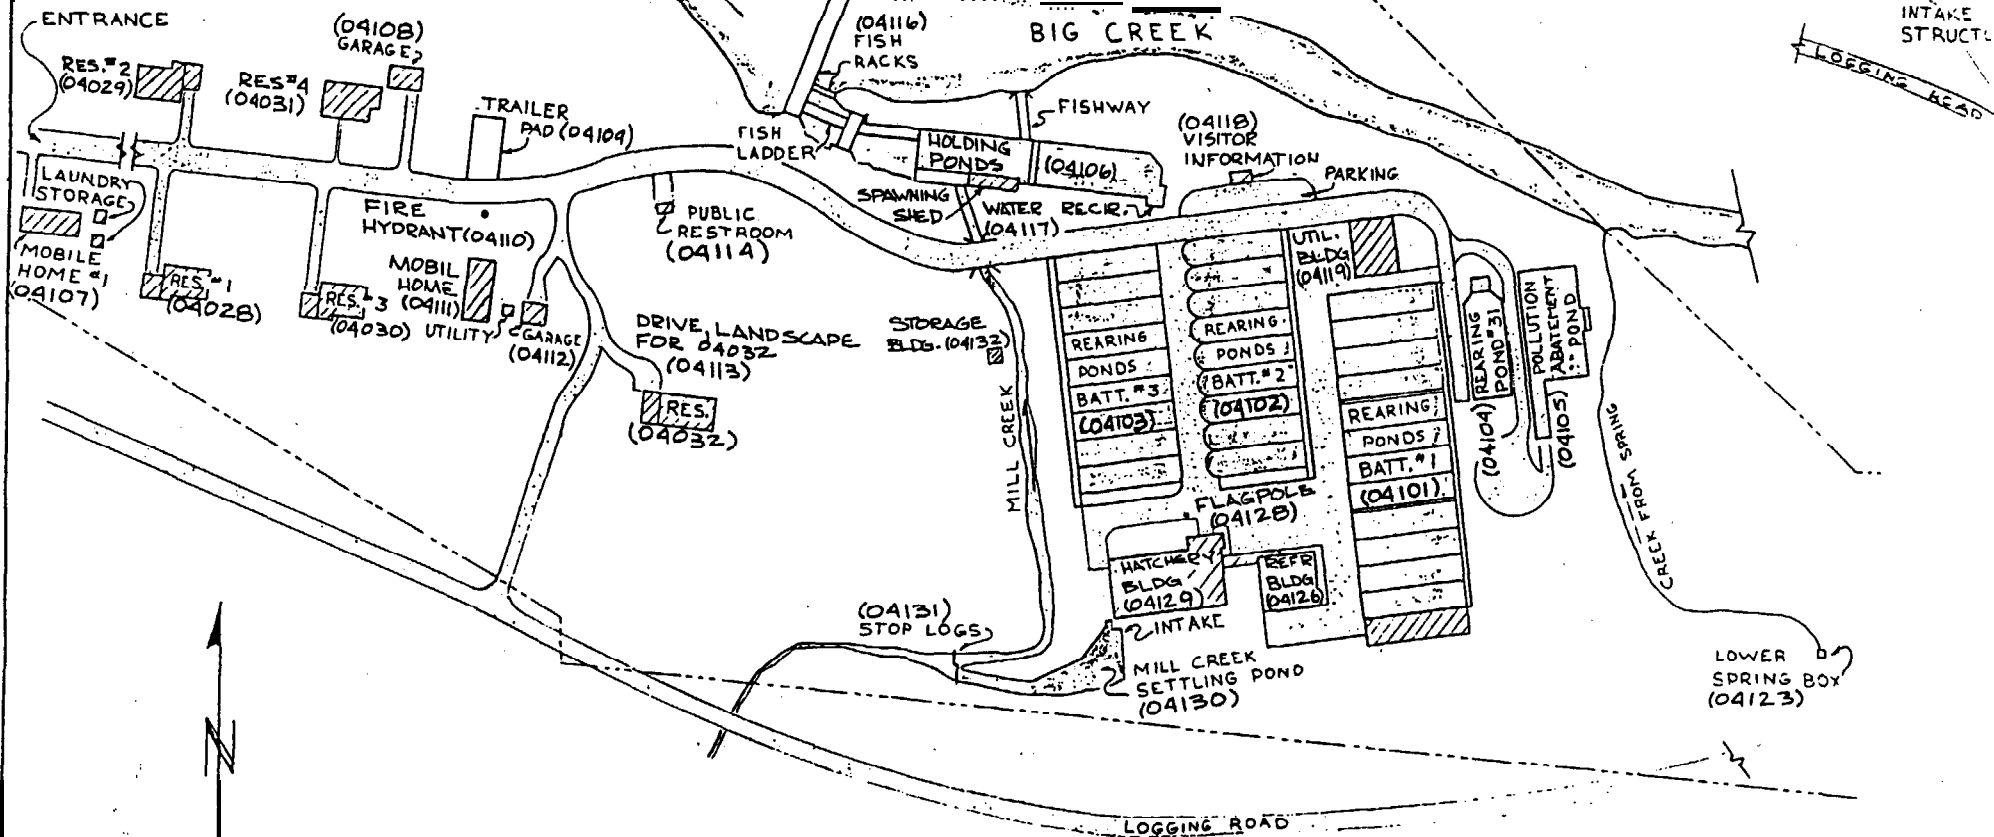 ENTRANCE
(04108)
GARAGE
RES.#2
(04029)
RES#4
(04031)
TRAILER
PAD (04109)
(04116)
FISH
RACKS
BIG CREEK
INTAKE
LOGGING ROAD
FISHWAY
FISH
LADDER
HOLDING
PONDS
(04106)
(04118)
VISITOR
INFORMATION
PARKING
SPAWNING
SHED
WATER RECIR.
(04117)
LAUNDRY
STORAGE
MOBILE
HOME #1
(04107)
RES. #1
(04028)
FIRE
HYDRANT (04110)
MOBIL
HOME
(04111)
RES. #3
(04030)
UTILITY
GARAGE
(04112)
PUBLIC
RESTROOM
(04114)
DRIVE, LANDSCAPE
FOR 04032
(04113)
RES.
(04032)
STORAGE
BLDG. (04132)
MILL CREEK
REARING
PONDS
BATT. #3
(04103)
REARING
PONDS
BATT. #2
(04102)
UTIL.
BLDG
(04119)
REARING
PONDS
BATT. #1
(04101)
REARING
POND #31
(04104)
POLLUTION
ABATEMENT
POND
(04105)
CREEK FROM SPRING
FLAGPOLE
(04128)
HATCHERY
BLDG
(04129)
REFR
BLDG
(04126)
INTAKE
(04131)
STOP LOGS
MILL CREEK
SETTLING POND
(04130)
LOWER
SPRING BOX
(04123)
N
LOGGING ROAD